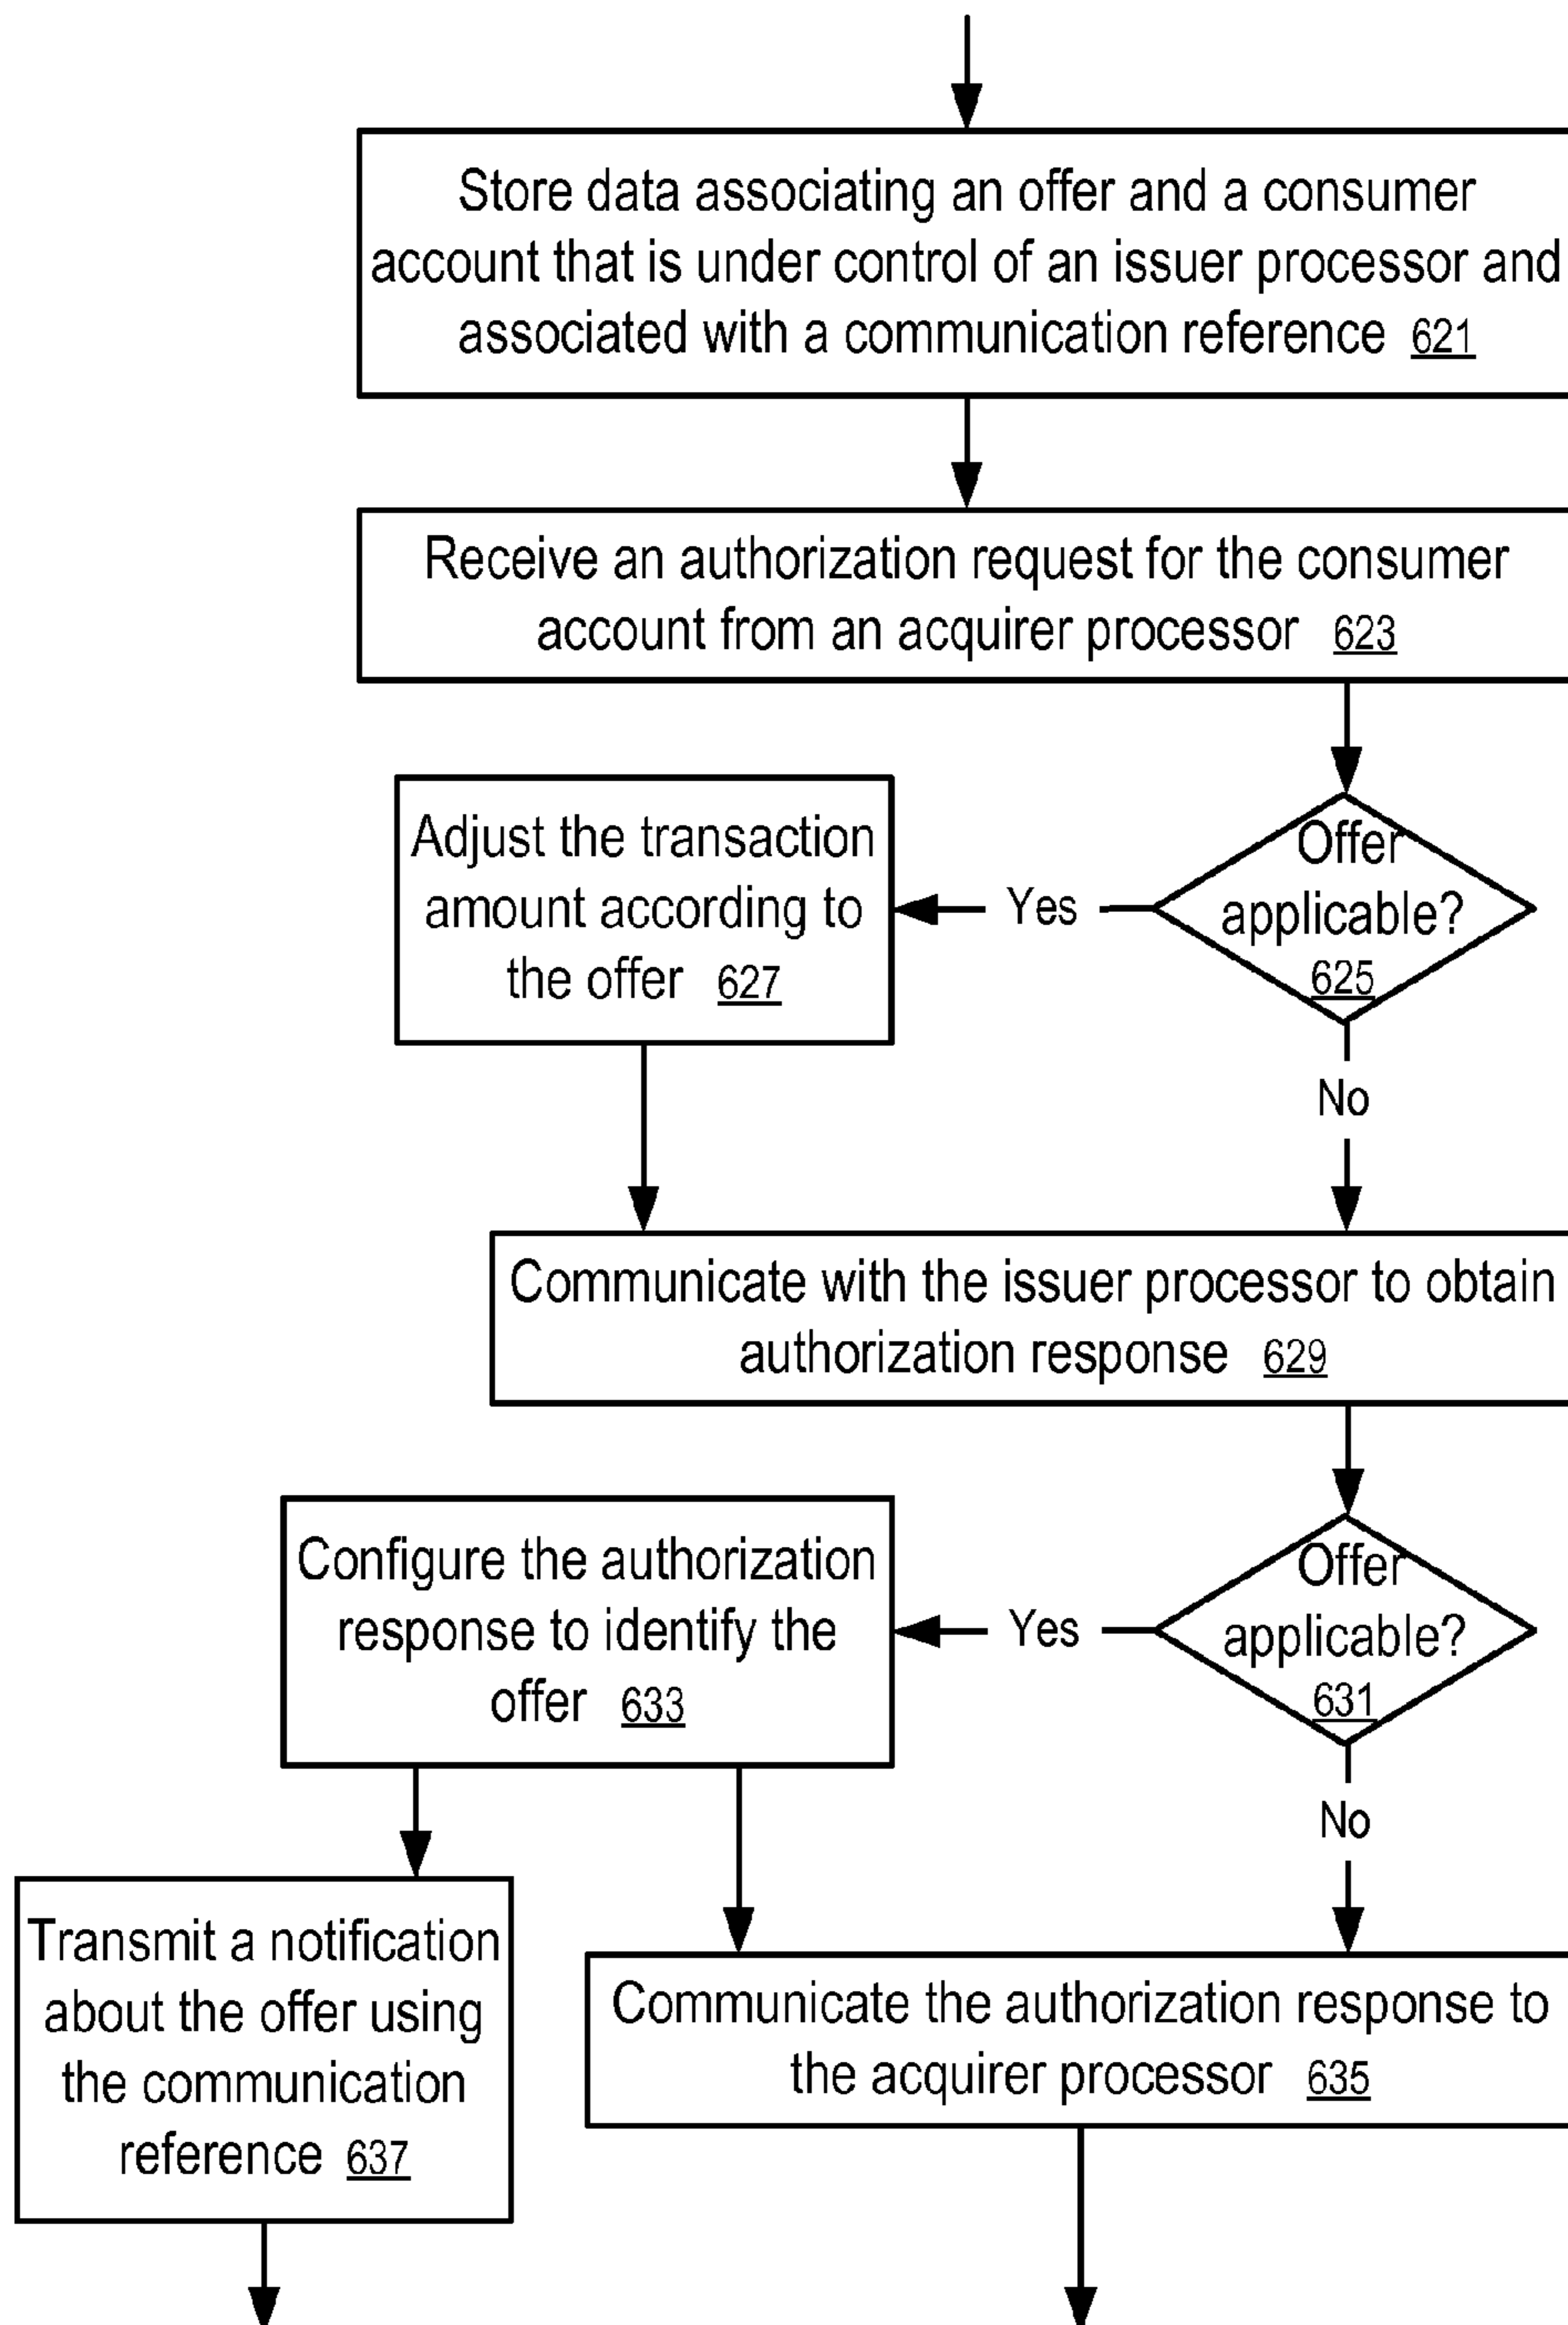 Store data associating an offer and a consumer
account that is under control of an issuer processor and
associated with a communication reference 621
Receive an authorization request for the consumer
account from an acquirer processor 623
Adjust the transaction
amount according to
the offer 627
Yes
Offer
applicable?
625
No
Communicate with the issuer processor to obtain
authorization response 629
Configure the authorization
response to identify the
offer 633
Yes
Offer
applicable?
631
No
Transmit a notification
about the offer using
the communication
reference 637
Communicate the authorization response to
the acquirer processor 635